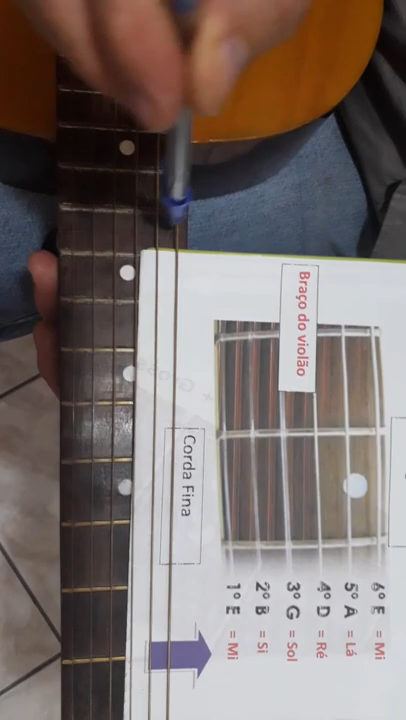 Braço do violão
Corda Fina
6º E = Mi
5º A = Lá
4º D = Ré
3º G = Sol
2º B = Si
1º E = Mi